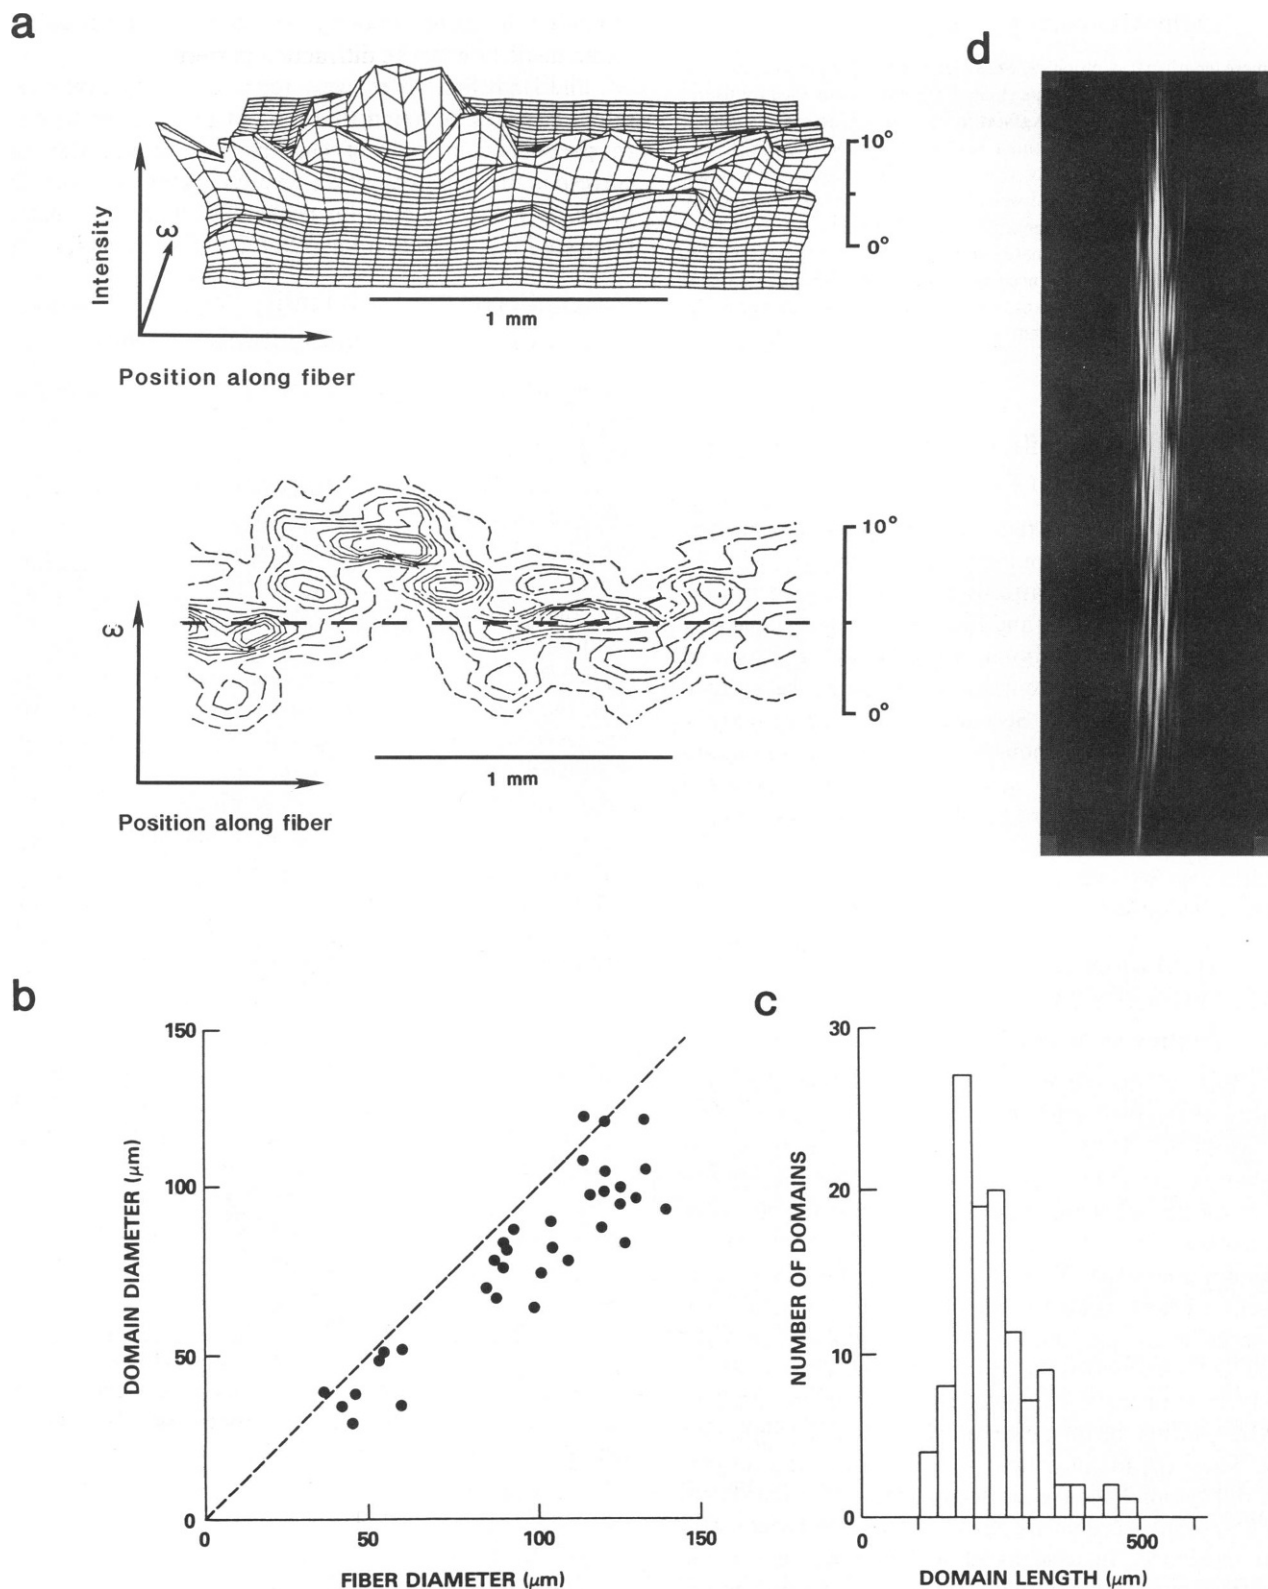 a
d
10°
0°
Intensity
ω
1 mm
Position along fiber
10°
0°
ω
1 mm
Position along fiber
b
c
150
100
50
0
DOMAIN DIAMETER (μm)
0
50
100
150
FIBER DIAMETER (μm)
30
20
10
0
NUMBER OF DOMAINS
0
500
DOMAIN LENGTH (μm)